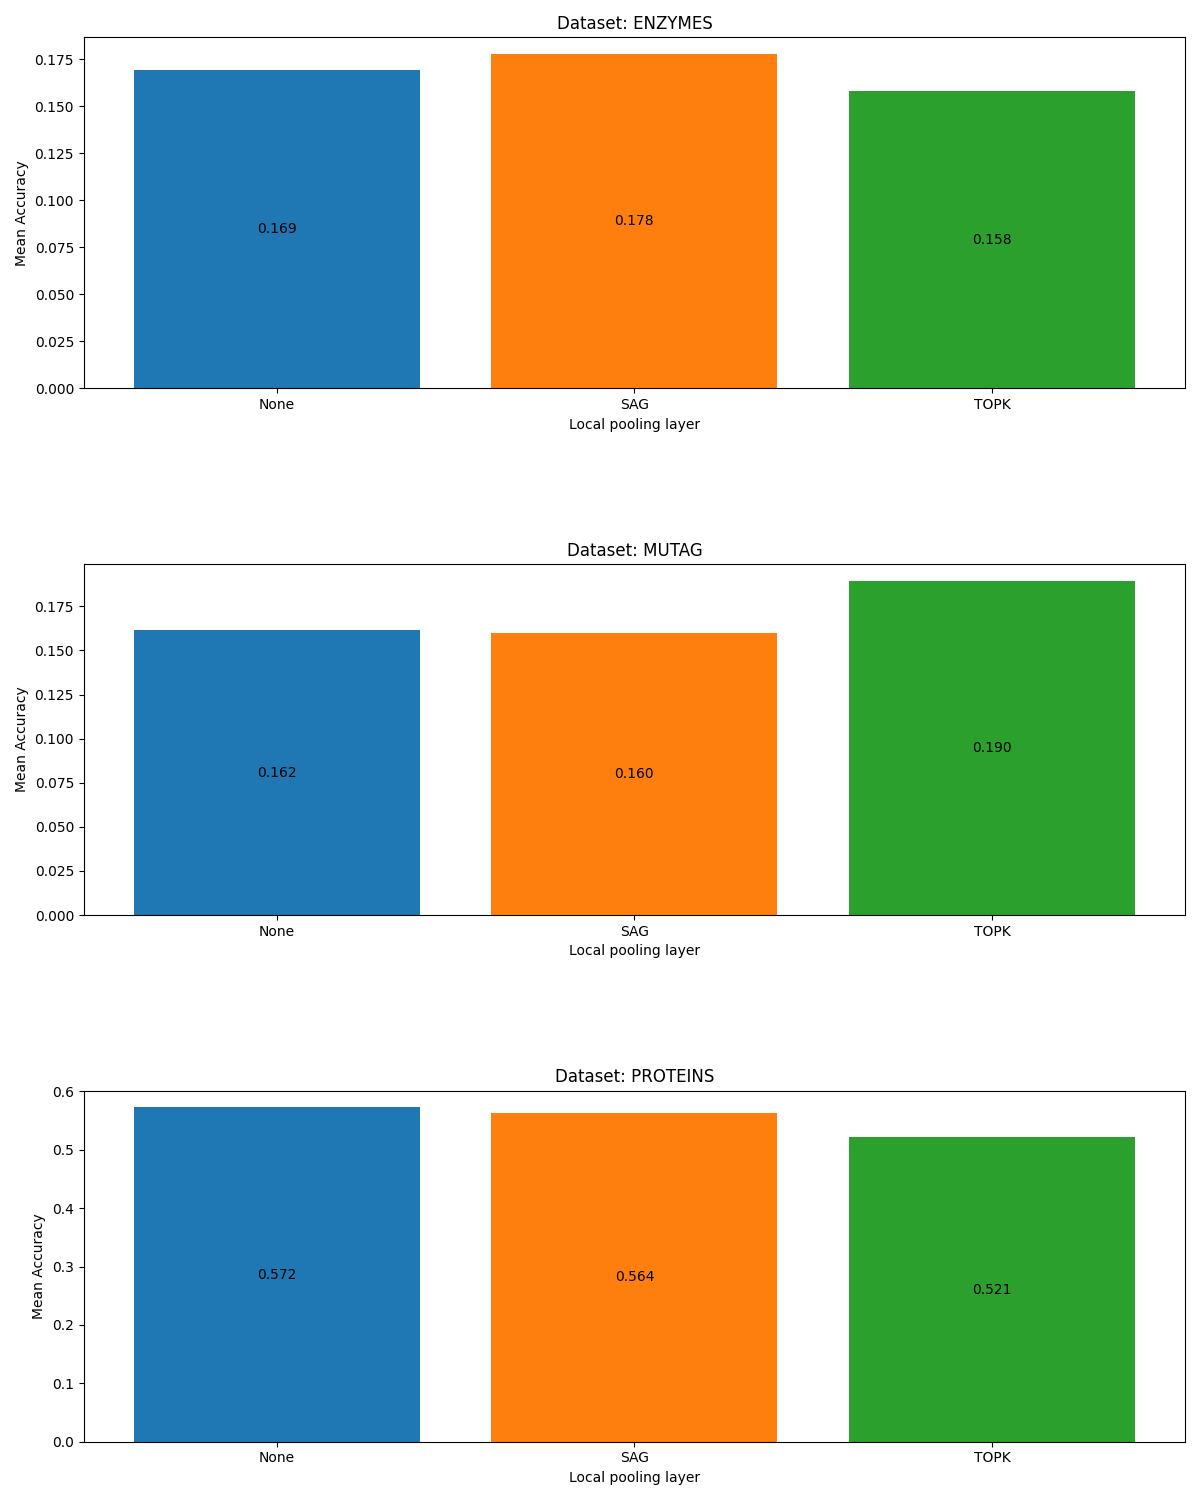 Dataset: ENZYMES
Mean Accuracy
0.175
0.150
0.125
0.100
0.075
0.050
0.025
0.000
0.169
0.178
0.158
None SAG TOPK
Local pooling layer
Dataset: MUTAG
Mean Accuracy
0.175
0.150
0.125
0.100
0.075
0.050
0.025
0.000
0.162
0.160
0.190
None SAG TOPK
Local pooling layer
Dataset: PROTEINS
Mean Accuracy
0.6
0.5
0.4
0.3
0.2
0.1
0.0
0.572
0.564
0.521
None SAG TOPK
Local pooling layer